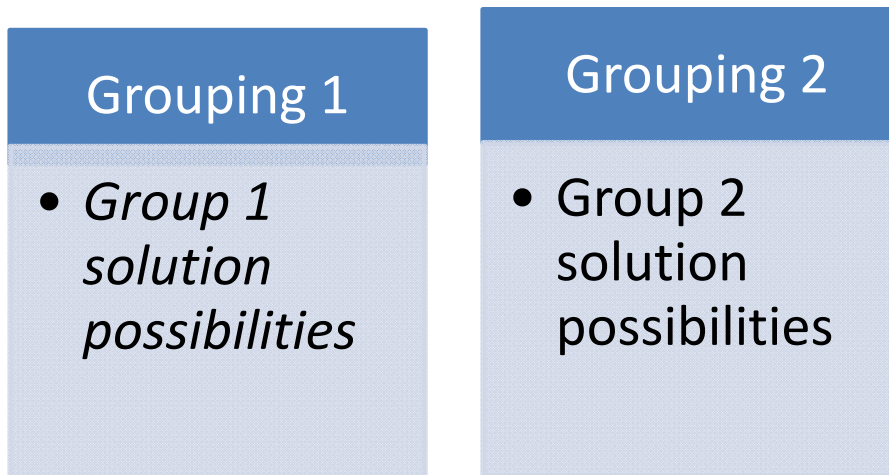 Grouping 1
• Group 1
solution
possibilities
Grouping 2
• Group 2
solution
possibilities